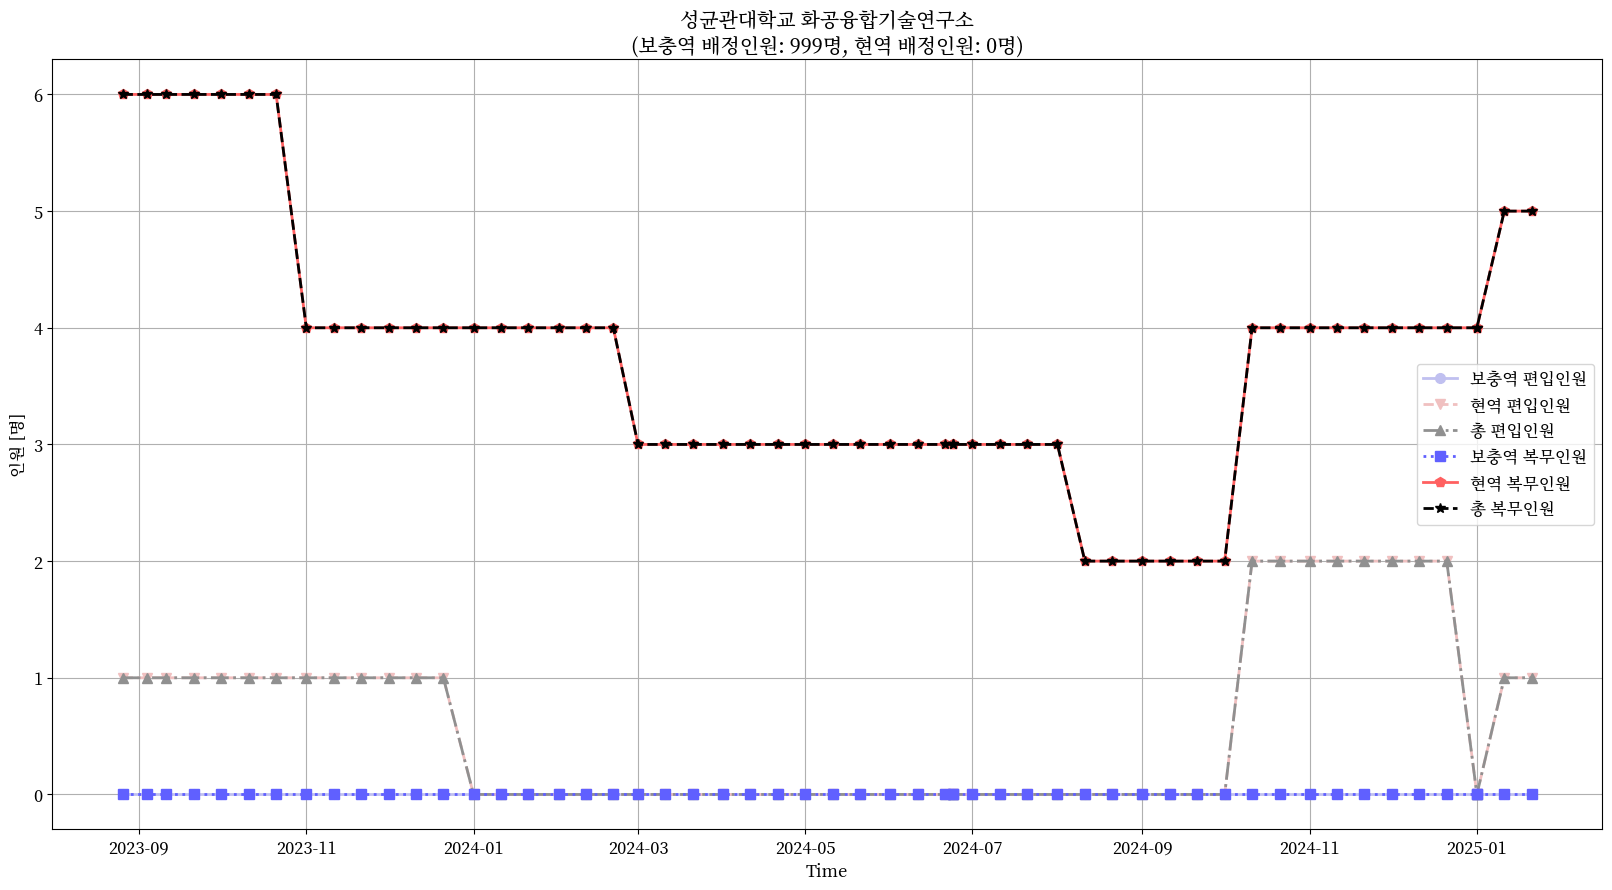 성균관대학교 화공융합기술연구소
(보충역 배정인원: 999명, 현역 배정인원: 0명)
인원 [명]
6
5
4
3
2
1
0
보충역 편입인원
현역 편입인원
총 편입인원
보충역 복무인원
현역 복무인원
총 복무인원
2023-09
2023-11
2024-01
2024-03
2024-05
2024-07
2024-09
2024-11
2025-01
Time